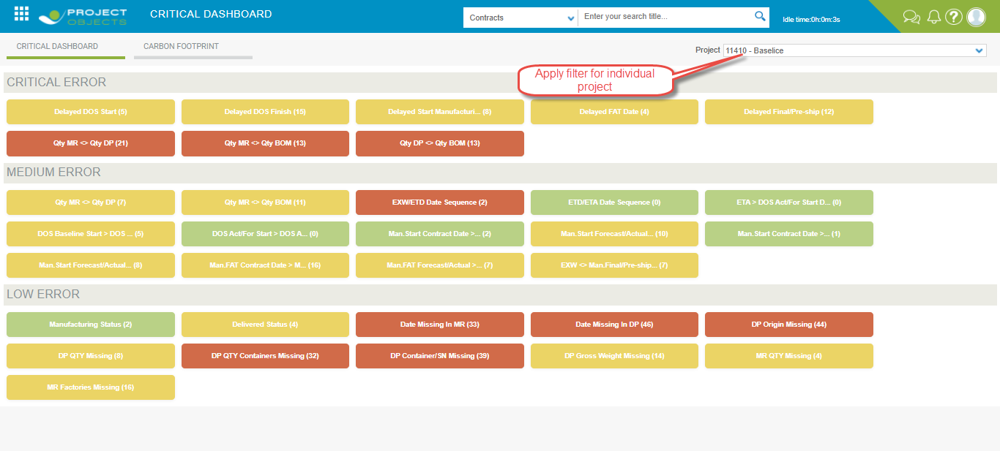 PROJECT
OBJECTS
CRITICAL DASHBOARD
Contracts
Enter your search title...
Idle time:0h:0m:3s
?
CRITICAL DASHBOARD
CARBON FOOTPRINT
Project
11410 - Baselice
Apply filter for individual
project
CRITICAL ERROR
Delayed DOS Start (5)
Delayed DOS Finish (15)
Delayed Start Manufacturi... (8)
Delayed FAT Date (4)
Delayed Final/Pre-ship (12)
Qty MR <> Qty DP (21)
Qty MR <> Qty BOM (13)
Qty DP <> Qty BOM (13)
MEDIUM ERROR
Qty MR <> Qty DP (7)
Qty MR <> Qty BOM (11)
EXW/ETD Date Sequence (2)
ETD/ETA Date Sequence (0)
ETA > DOS Act/For Start D... (0)
DOS Baseline Start > DOS ... (5)
DOS Act/For Start > DOS A... (0)
Man.Start Contract Date >... (2)
Man.Start Forecast/Actual... (10)
Man.Start Contract Date >... (1)
Man.Start Forecast/Actual... (8)
Man.FAT Contract Date > M... (16)
Man.FAT Forecast/Actual >... (7)
EXW <> Man.Final/Pre-ship... (7)
LOW ERROR
Manufacturing Status (2)
Delivered Status (4)
Date Missing In MR (33)
Date Missing In DP (46)
DP Origin Missing (44)
DP QTY Missing (8)
DP QTY Containers Missing (32)
DP Container/SN Missing (39)
DP Gross Weight Missing (14)
MR QTY Missing (4)
MR Factories Missing (16)